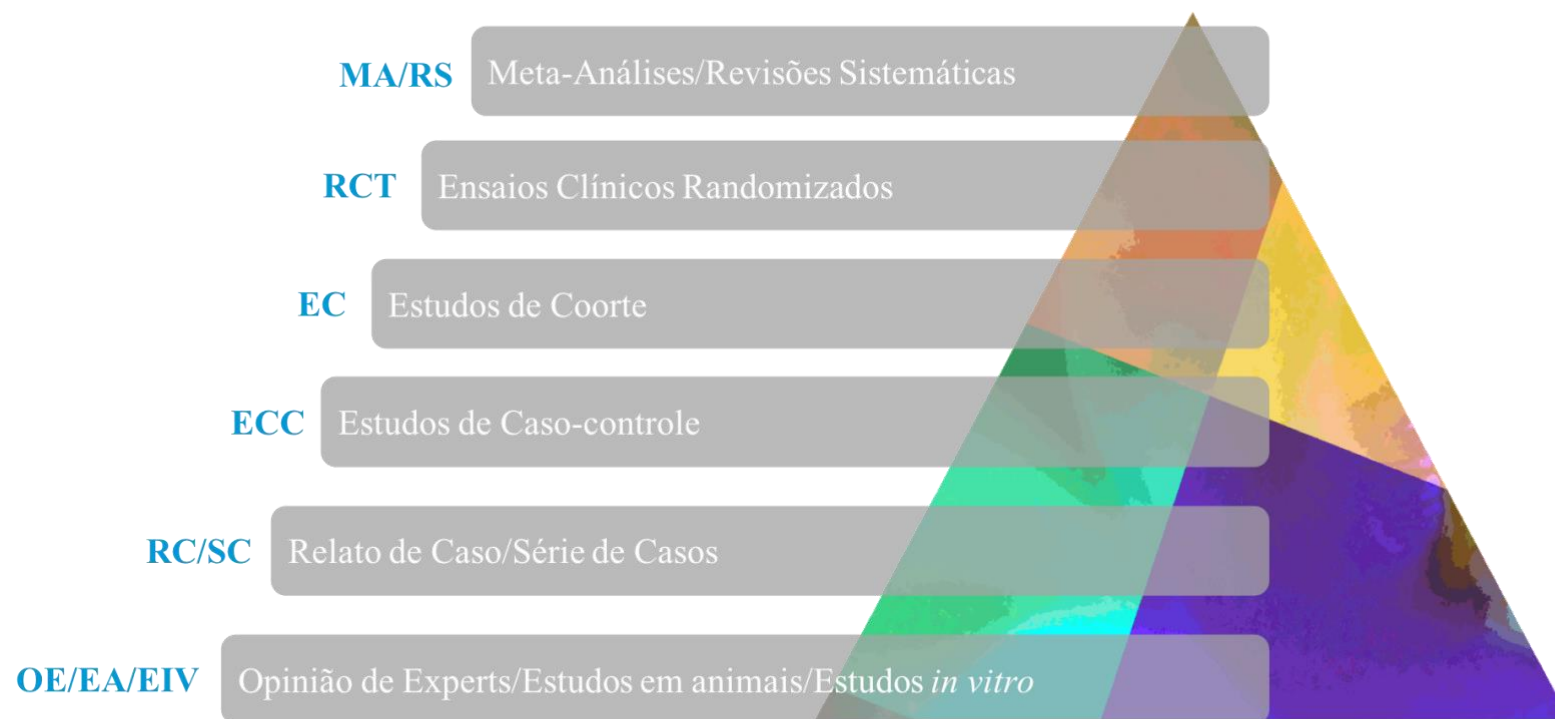 MA/RS Meta-Análises/Revisões Sistemáticas
RCT Ensaios Clínicos Randomizados
EC Estudos de Coorte
ECC Estudos de Caso-controle
RC/SC Relato de Caso/Série de Casos
OE/EA/EIV Opinião de Experts/Estudos em animais/Estudos in vitro